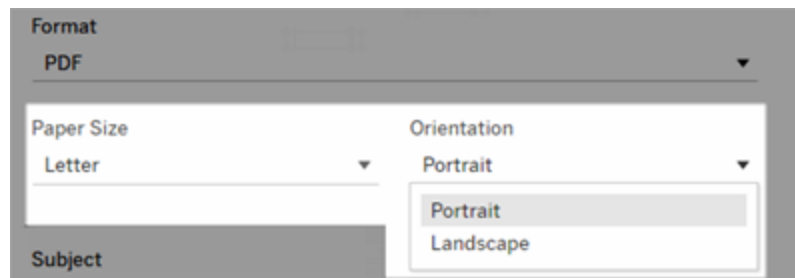 Format
PDF
Paper Size
Letter
Orientation
Portrait
Portrait
Landscape
Subject